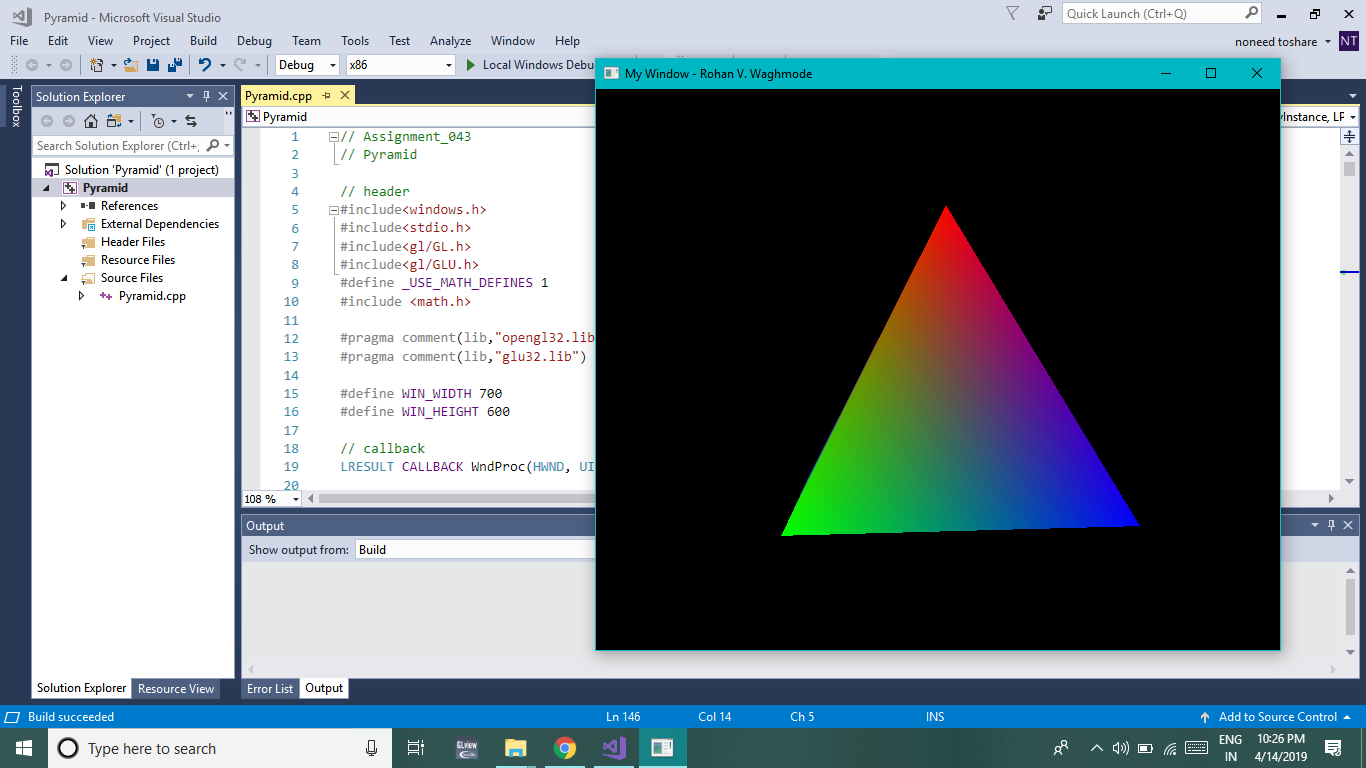 Pyramid - Microsoft Visual Studio
Quick Launch (Ctrl+Q)
File Edit View Project Build Debug Team Tools Test Analyze Window Help
noneed toshare
NT
Debug
x86
Local Windows Debu
Toolbox
Solution Explorer
Search Solution Explorer (Ctrl+;
Solution 'Pyramid' (1 project)
Pyramid
References
External Dependencies
Header Files
Resource Files
Source Files
Pyramid.cpp
Solution Explorer
Resource View
Pyramid.cpp
Pyramid
yInstance, LP
1 // Assignment_043
2 // Pyramid
3
4 // header
5 #include<windows.h>
6 #include<stdio.h>
7 #include<gl/GL.h>
8 #include<gl/GLU.h>
9 #define _USE_MATH_DEFINES 1
10 #include <math.h>
11
12 #pragma comment(lib,"opengl32.lib
13 #pragma comment(lib,"glu32.lib")
14
15 #define WIN_WIDTH 700
16 #define WIN_HEIGHT 600
17
18 // callback
19 LRESULT CALLBACK WndProc(HWND, UI
20
108 %
Output
Show output from: Build
Error List
Output
My Window - Rohan V. Waghmode
Build succeeded
Ln 146
Col 14
Ch 5
INS
Add to Source Control
Type here to search
GLview
ENG
IN
10:26 PM
4/14/2019